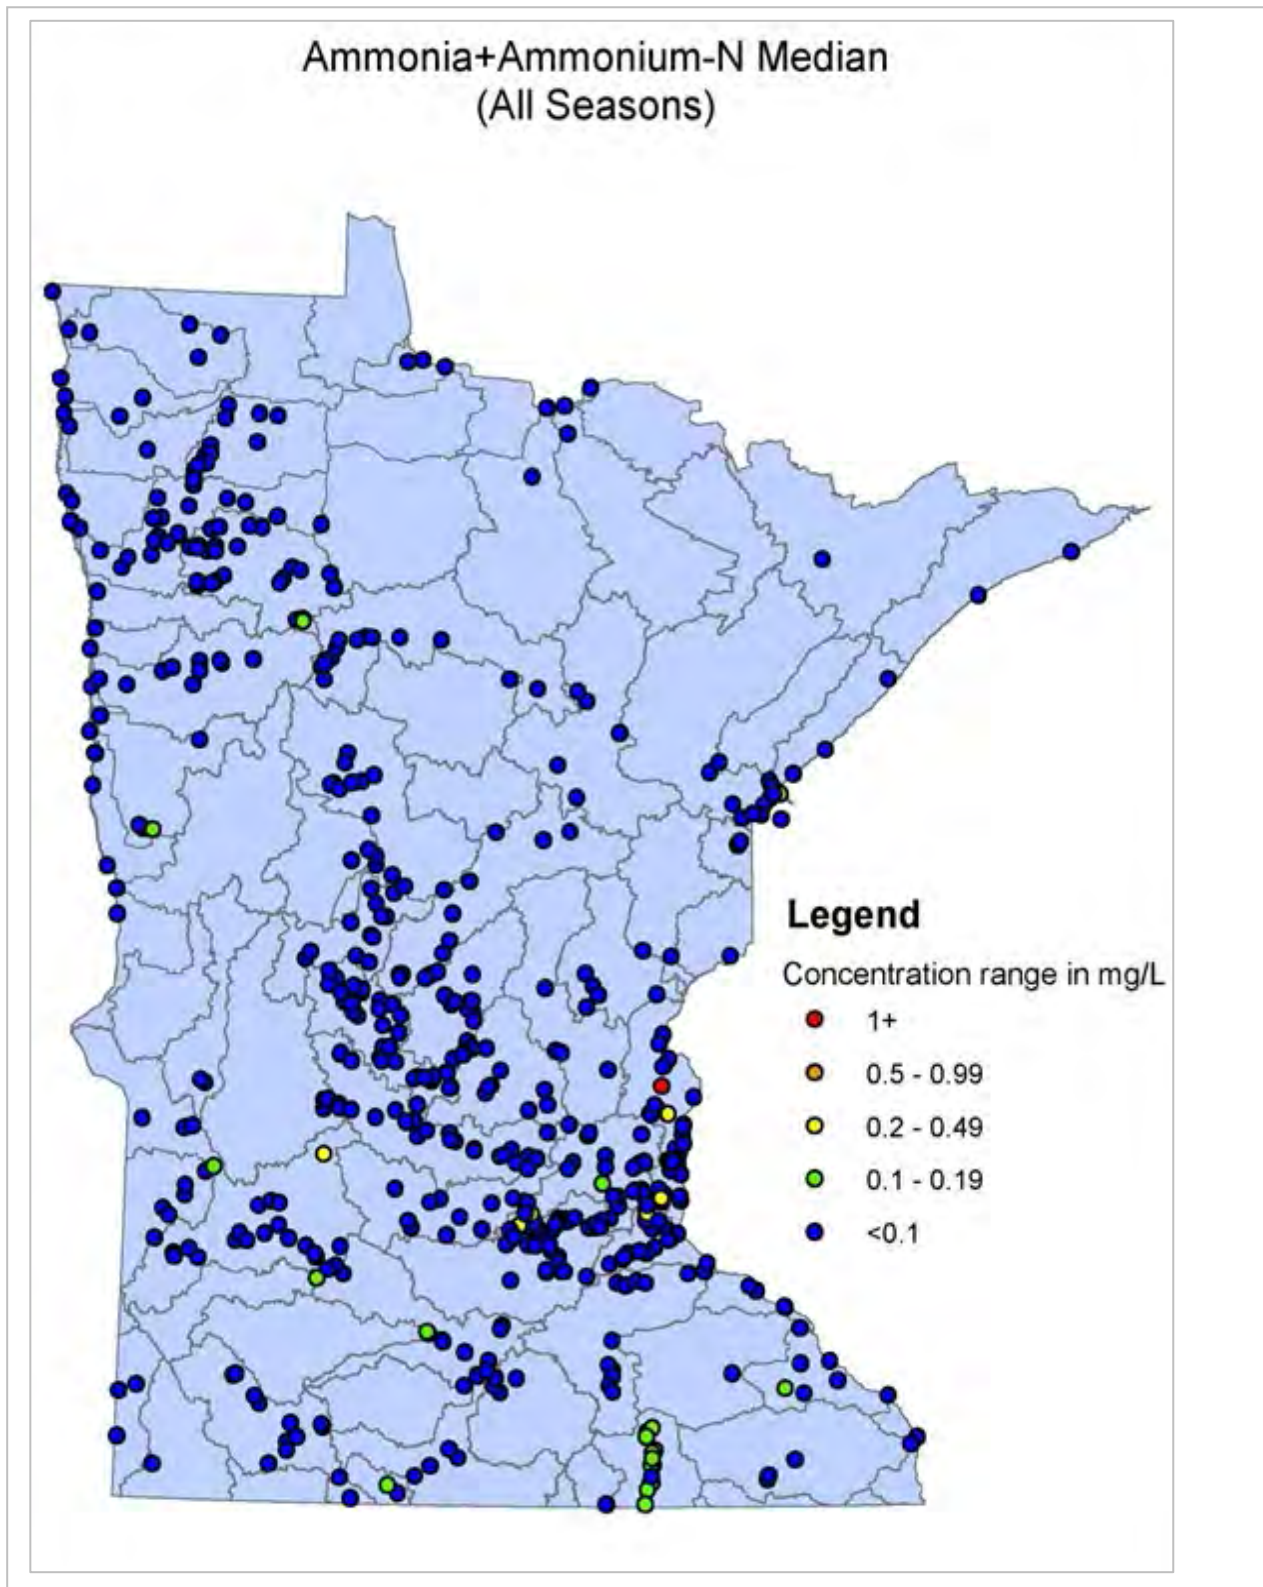 Ammonia+Ammonium-N Median
(All Seasons)
Legend
Concentration range in mg/L
1+
0.5 - 0.99
0.2 - 0.49
0.1 - 0.19
<0.1